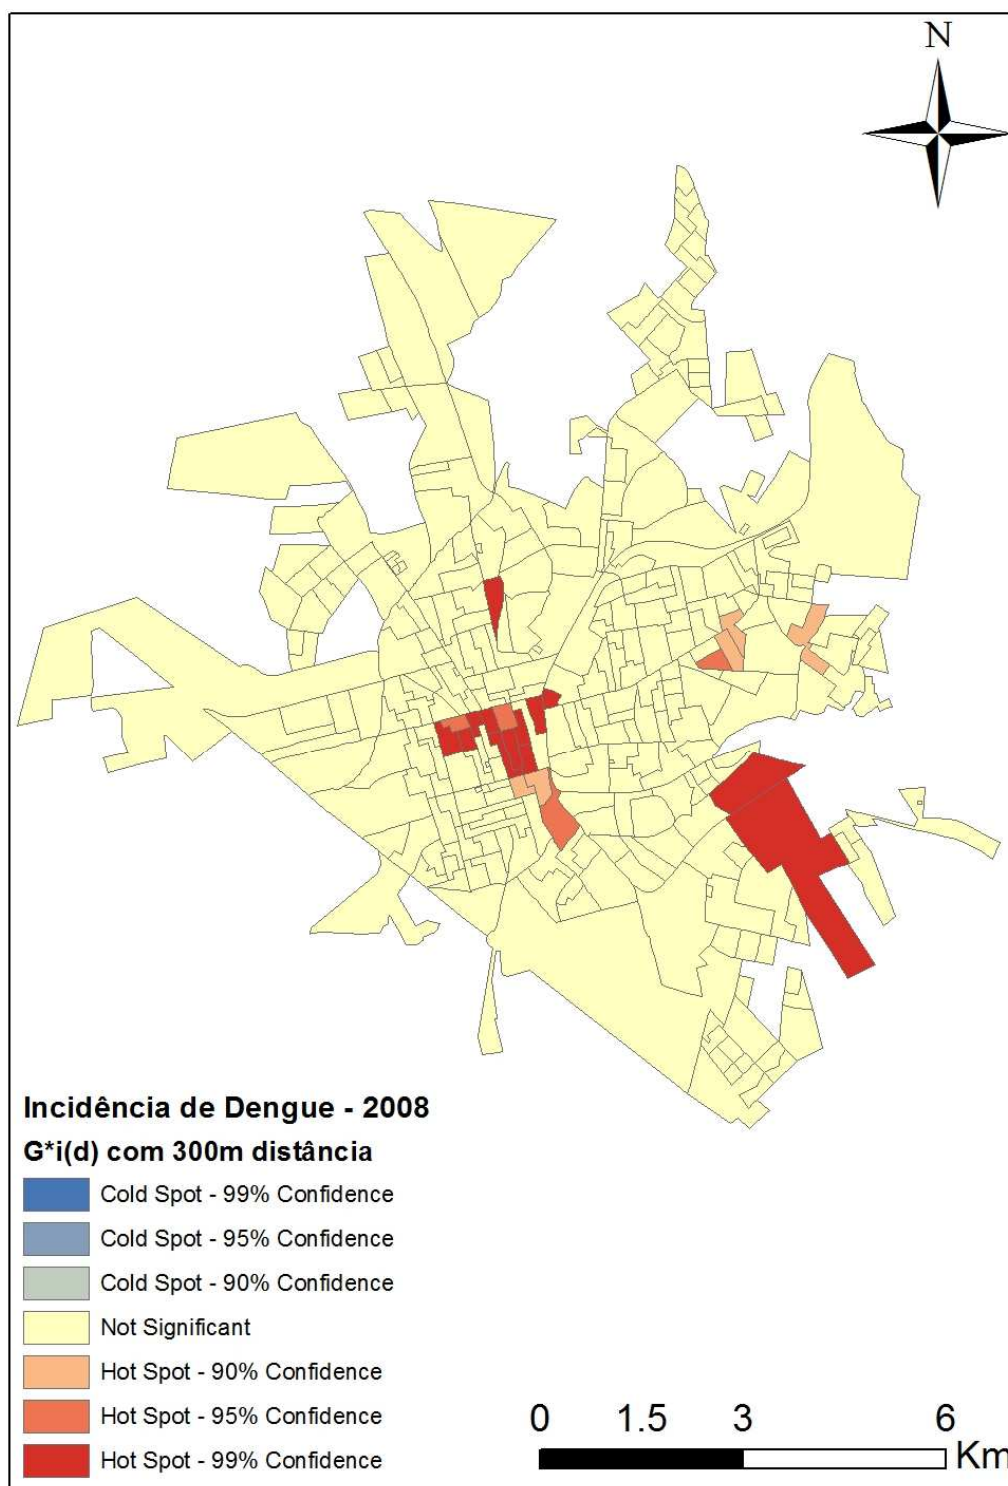 N
Incidência de Dengue - 2008
G*i(d) com 300m distância
Cold Spot - 99% Confidence
Cold Spot - 95% Confidence
Cold Spot - 90% Confidence
Not Significant
Hot Spot - 90% Confidence
Hot Spot - 95% Confidence
Hot Spot - 99% Confidence
0 1.5 3 6
Km